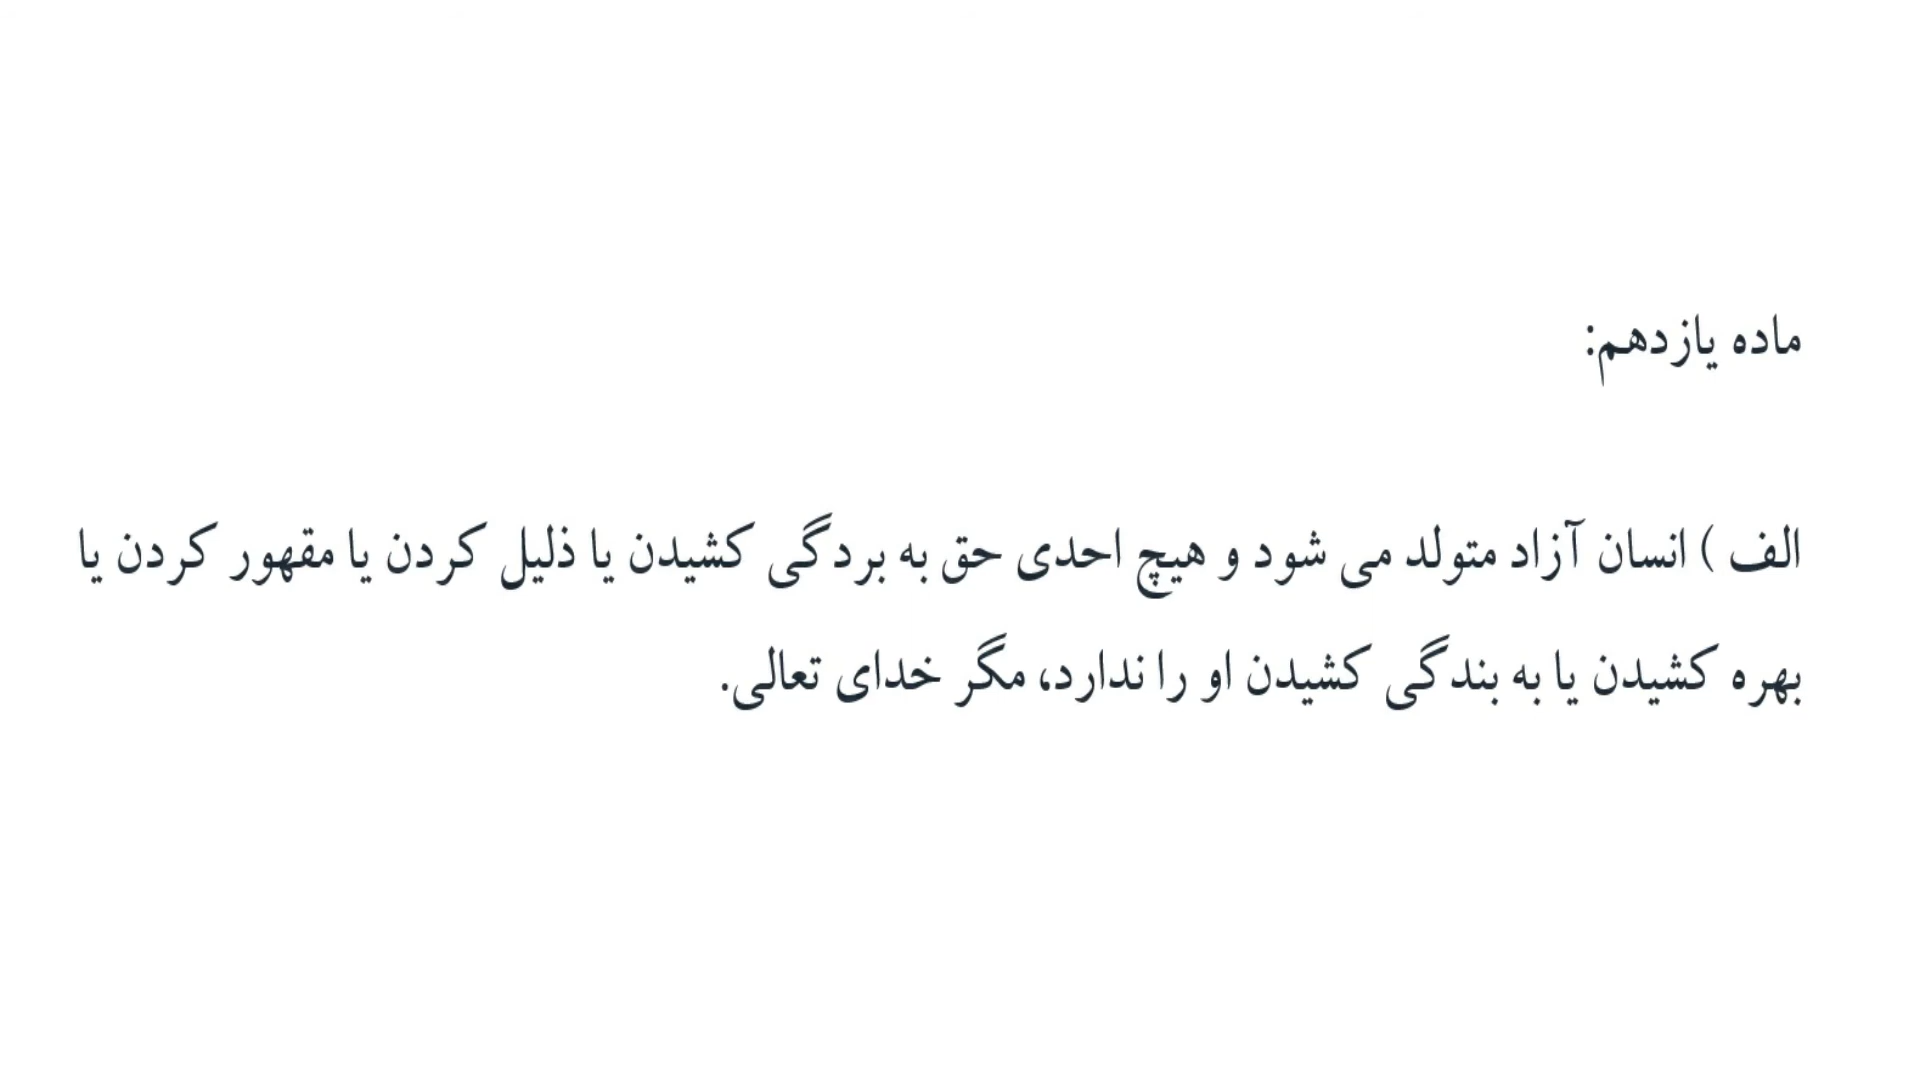 ماده یازدهم:
الف ) انسان آزاد متولد می شود و هیچ احدی حق به بردگی کشیدن یا ذلیل کردن یا مقهور کردن یا
بهره کشیدن یا به بندگی کشیدن او را ندارد، مگر خدای تعالی.